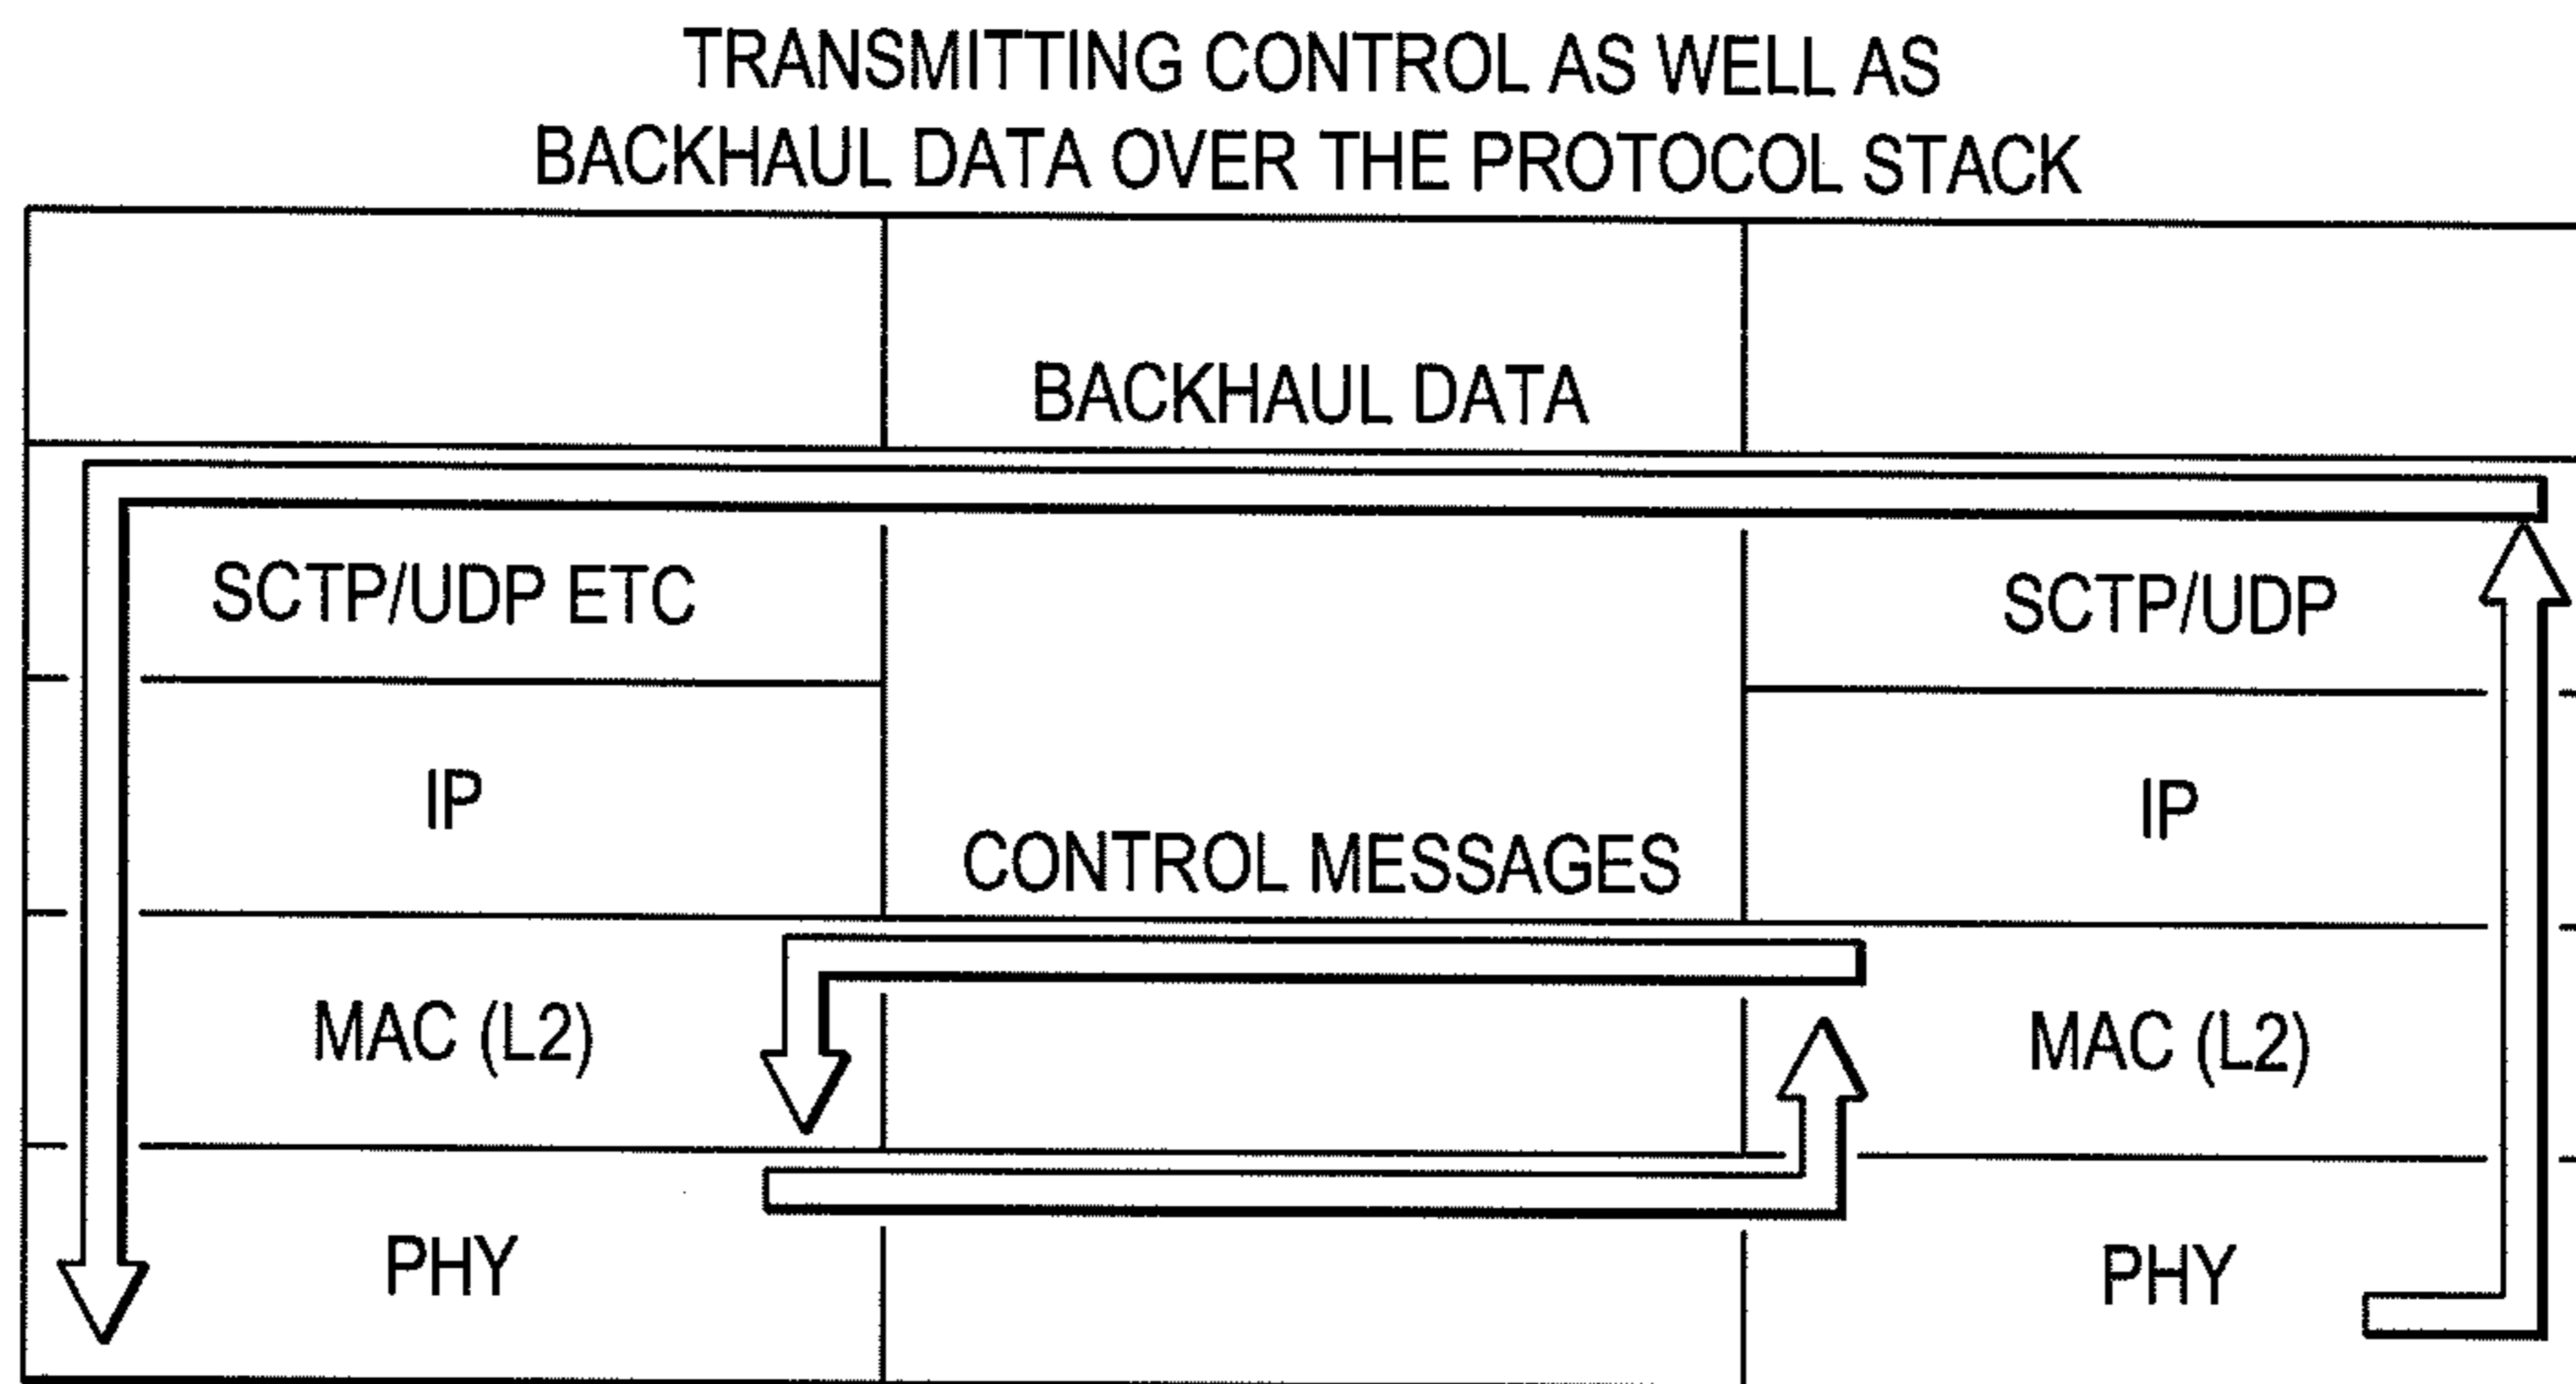 TRANSMITTING CONTROL AS WELL AS
BACKHAUL DATA OVER THE PROTOCOL STACK
BACKHAUL DATA
SCTP/UDP ETC
SCTP/UDP
IP
IP
CONTROL MESSAGES
MAC (L2)
MAC (L2)
PHY
PHY